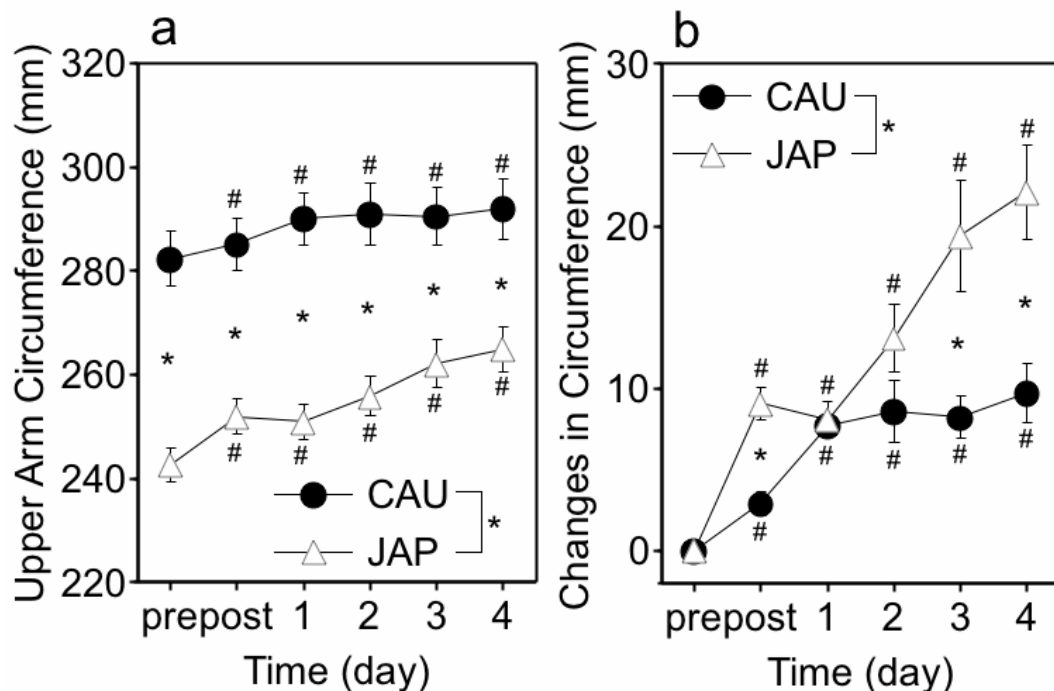 a
Upper Arm Circumference (mm)
320
300
280
260
240
220
# # # # #
* * * * * *
# # # # #
CAU
JAP
*
prepost 1 2 3 4
Time (day)
b
Changes in Circumference (mm)
30
20
10
0
CAU
JAP
*
# # # # #
* * *
# # # # #
prepost 1 2 3 4
Time (day)